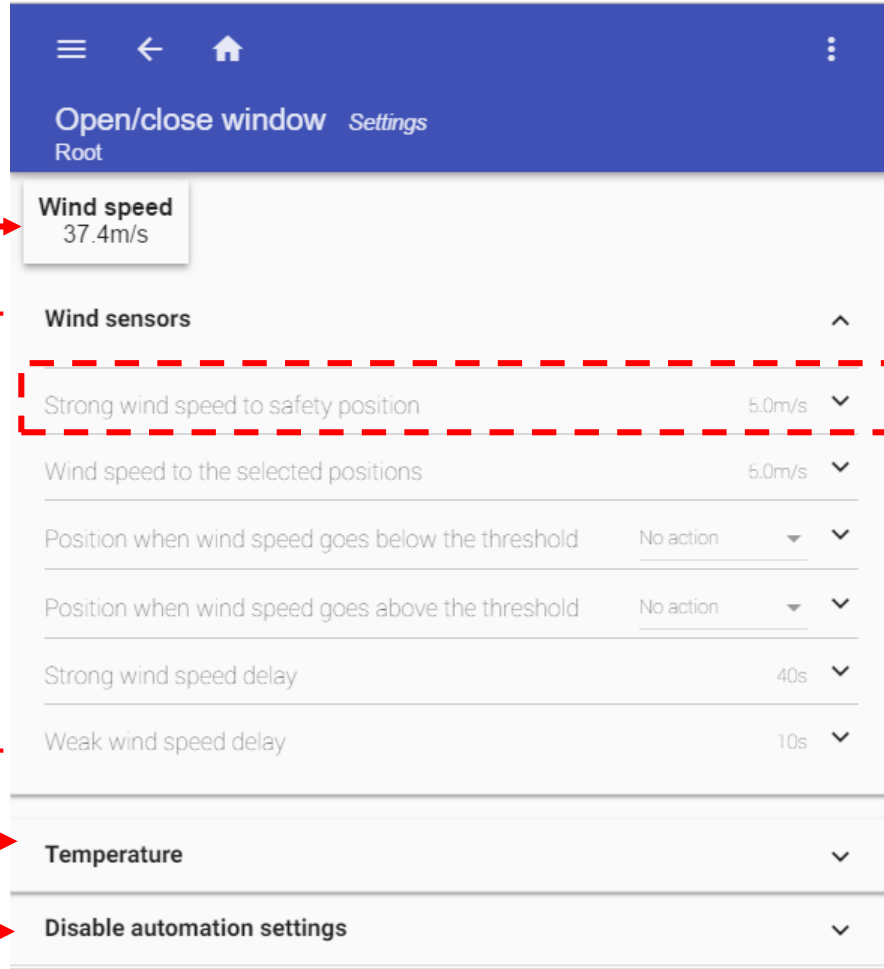 Open/close window Settings
Root
Wind speed
37.4m/s
Wind sensors
Strong wind speed to safety position 5.0m/s
Wind speed to the selected positions 5.0m/s
Position when wind speed goes below the threshold No action
Position when wind speed goes above the threshold No action
Strong wind speed delay 40s
Weak wind speed delay 10s
Temperature
Disable automation settings